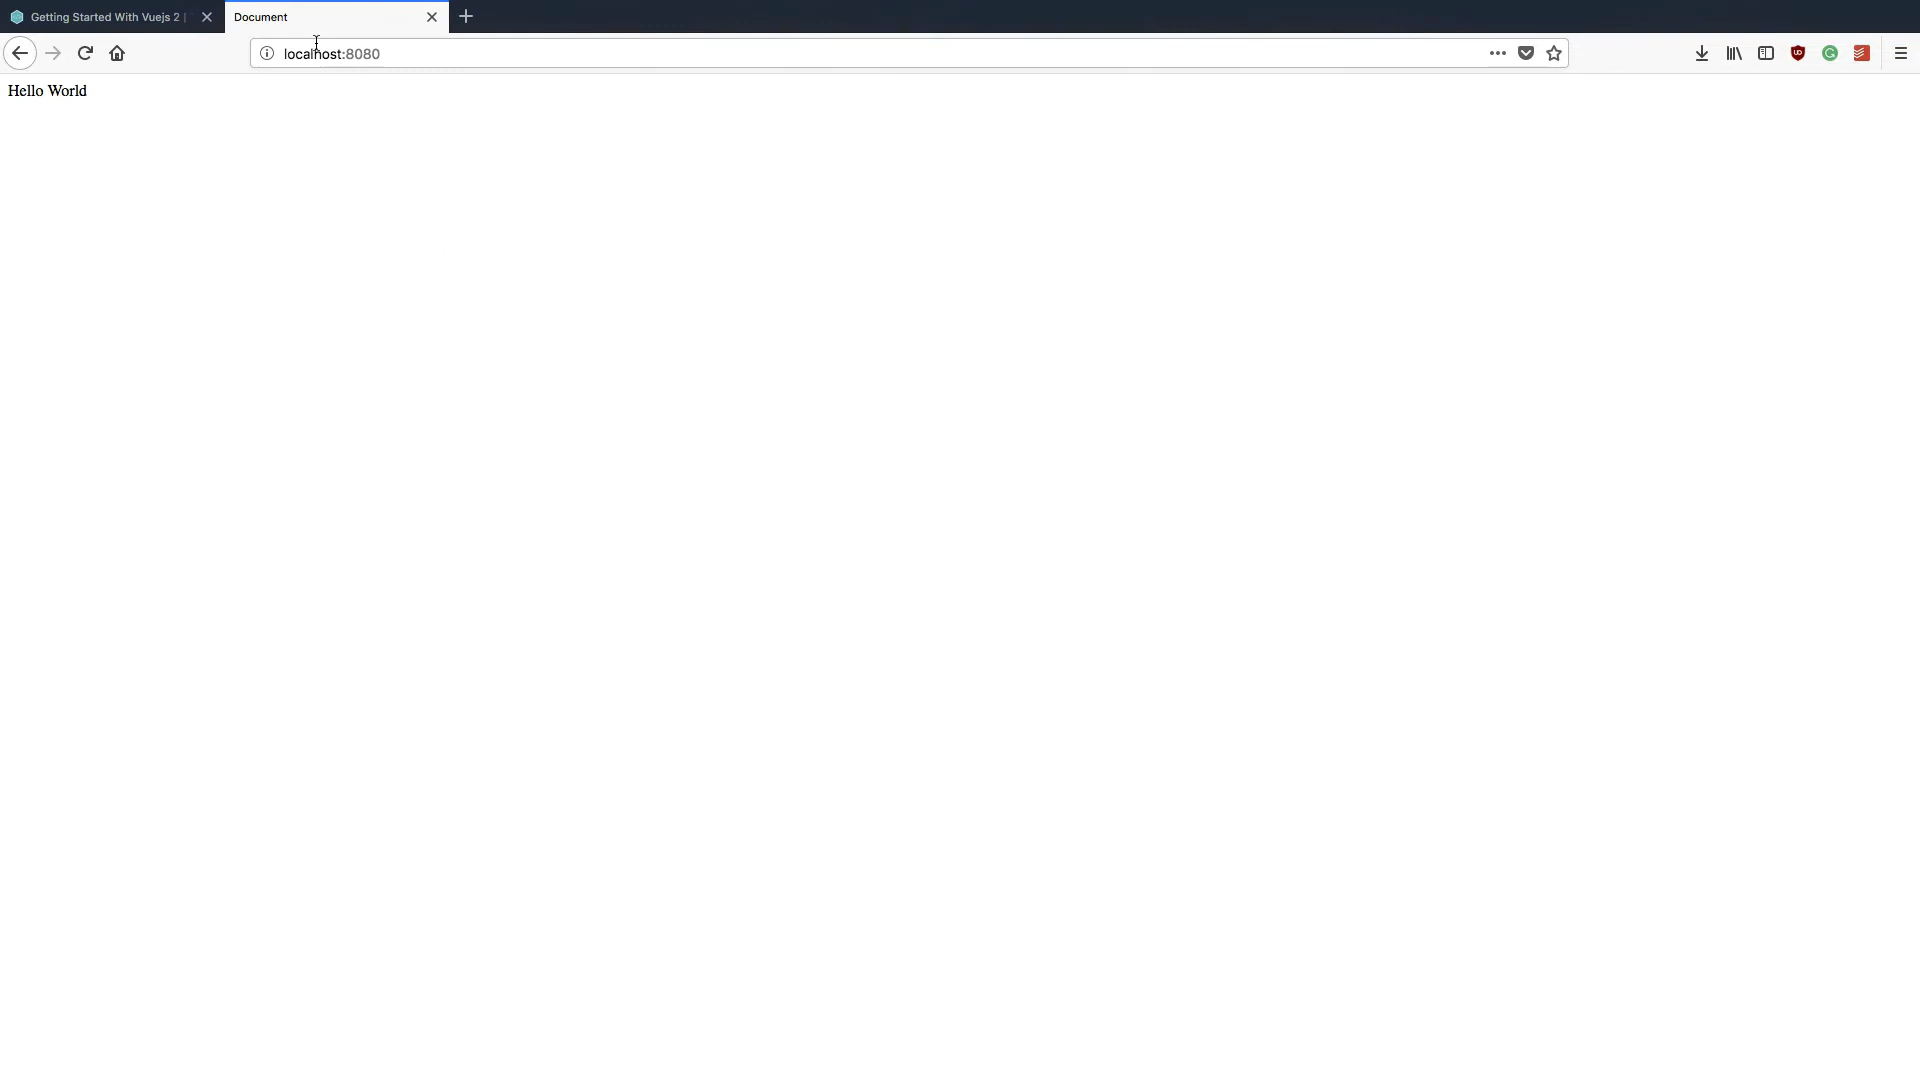 Getting Started With Vuejs 2 |
Document
localhost:8080
Hello World